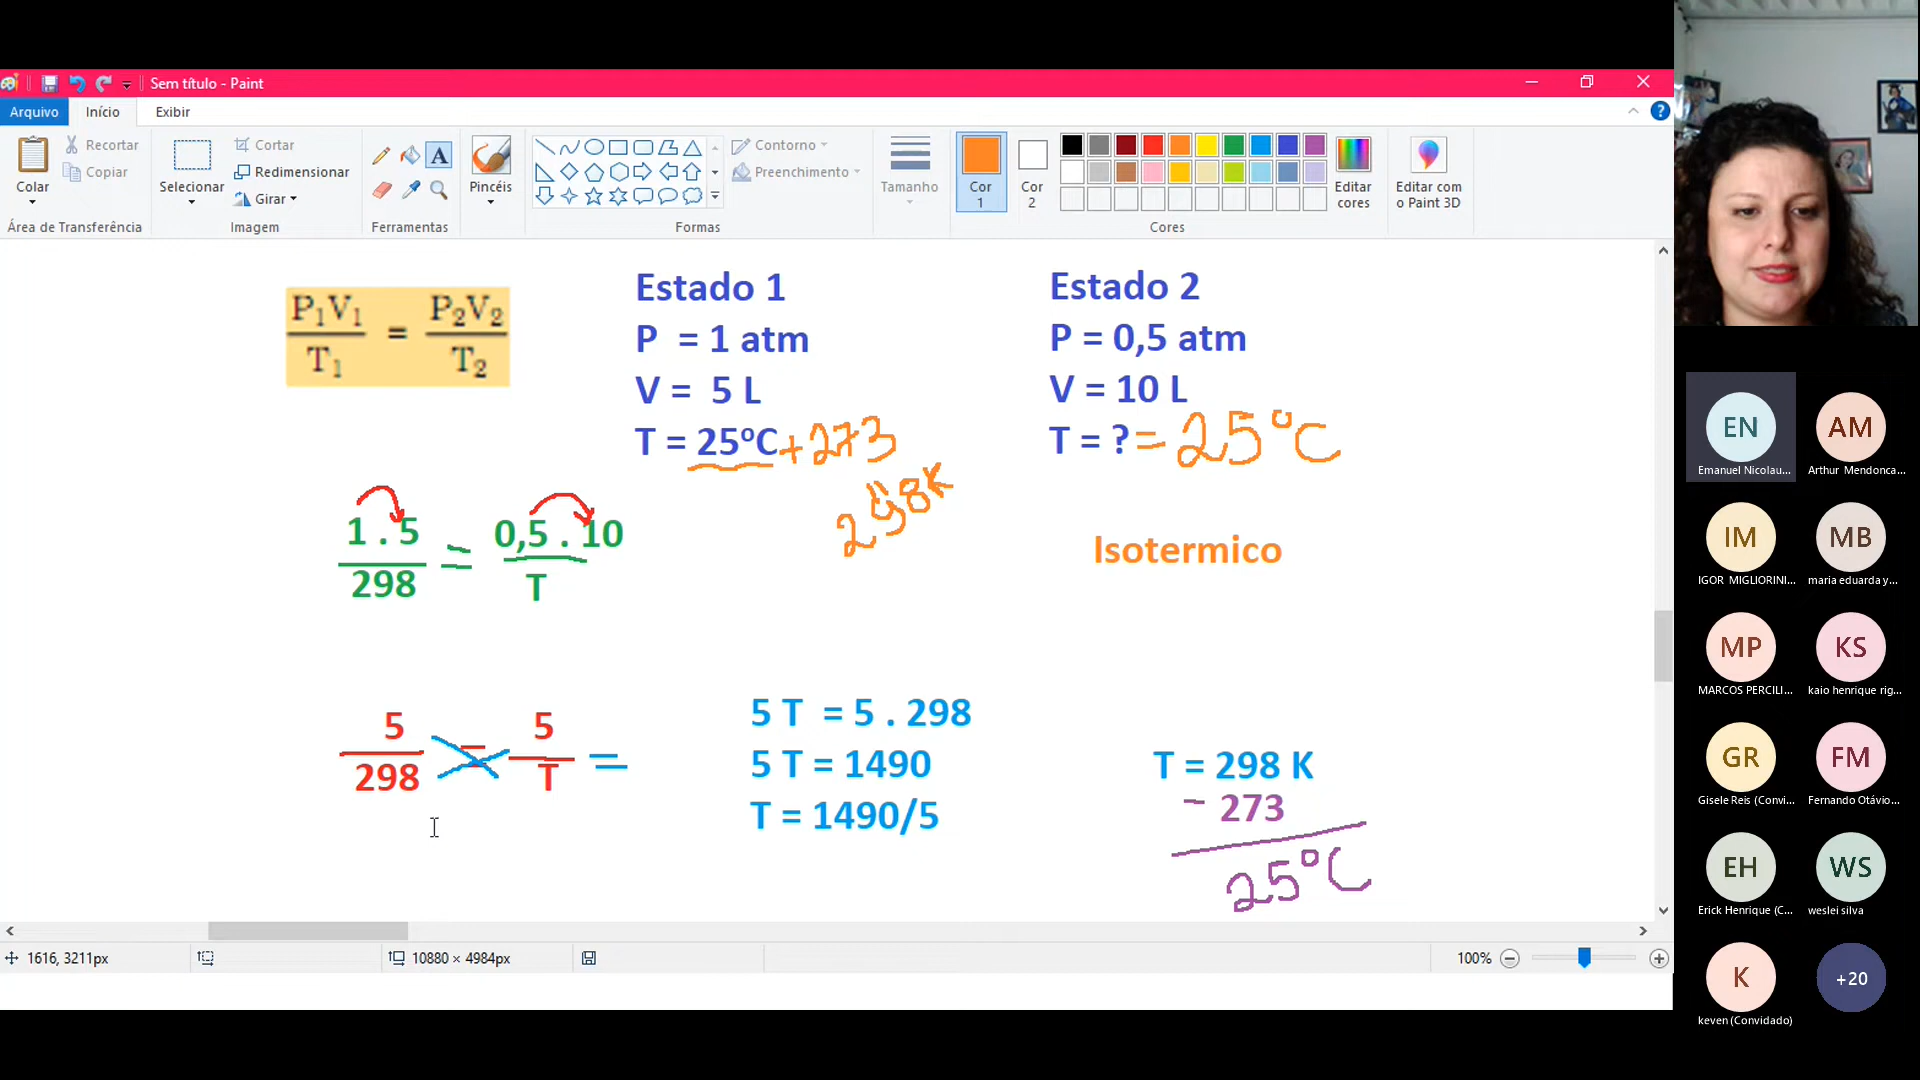 Sem título - Paint
Arquivo Início Exibir
Colar
Recortar
Copiar
Área de Transferência
Selecionar
Cortar
Redimensionar
Girar
Imagem
A
Ferramentas
Pincéis
Contorno
Preenchimento
Formas
Tamanho
Cor 1
Cor 2
Editar cores
Editar com o Paint 3D
Cores
P₁V₁ = P₂V₂
T₁ T₂
Estado 1
P = 1 atm
V = 5 L
T = 25ºC + 273
298K
Estado 2
P = 0,5 atm
V = 10 L
T = ? = 25°C
Isotermico
1 . 5 = 0,5 . 10
298 T
5 = 5 =
298 T
5 T = 5 . 298
5 T = 1490
T = 1490/5
T = 298 K
- 273
25°C
1616, 3211px
10880 × 4984px
100%
EN
Emanuel Nicolau...
AM
Arthur Mendonca...
IM
IGOR MIGLIORINI...
MB
maria eduarda y...
MP
MARCOS PERCILI...
KS
kaio henrique rig...
GR
Gisele Reis (Convi...
FM
Fernando Otávio...
EH
Erick Henrique (C...
WS
weslei silva
K
keven (Convidado)
+20